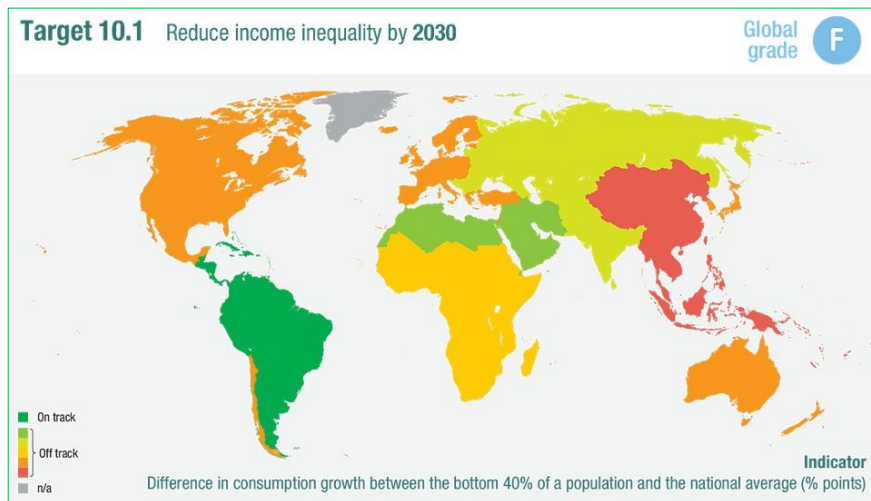 Target 10.1 Reduce income inequality by 2030
Global
grade
F
On track
Off track
n/a
Indicator
Difference in consumption growth between the bottom 40% of a population and the national average (% points)